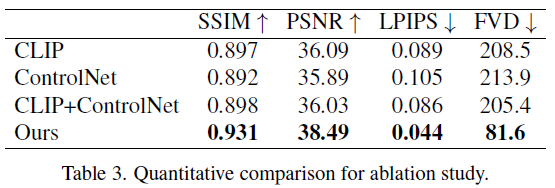 SSIM ↑ PSNR ↑ LPIPS ↓ FVD ↓
CLIP 0.897 36.09 0.089 208.5
ControlNet 0.892 35.89 0.105 213.9
CLIP+ControlNet 0.898 36.03 0.086 205.4
Ours 0.931 38.49 0.044 81.6
Table 3. Quantitative comparison for ablation study.